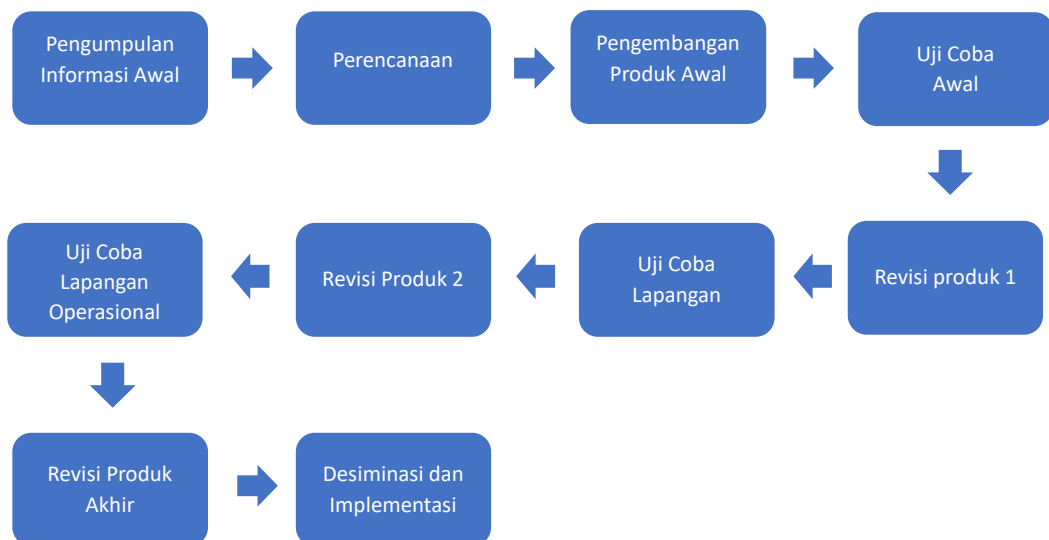 Pengumpulan
Informasi Awal
Perencanaan
Pengembangan
Produk Awal
Uji Coba
Awal
Revisi produk 1
Uji Coba
Lapangan
Revisi Produk 2
Uji Coba
Lapangan
Operasional
Revisi Produk
Akhir
Desiminasi dan
Implementasi